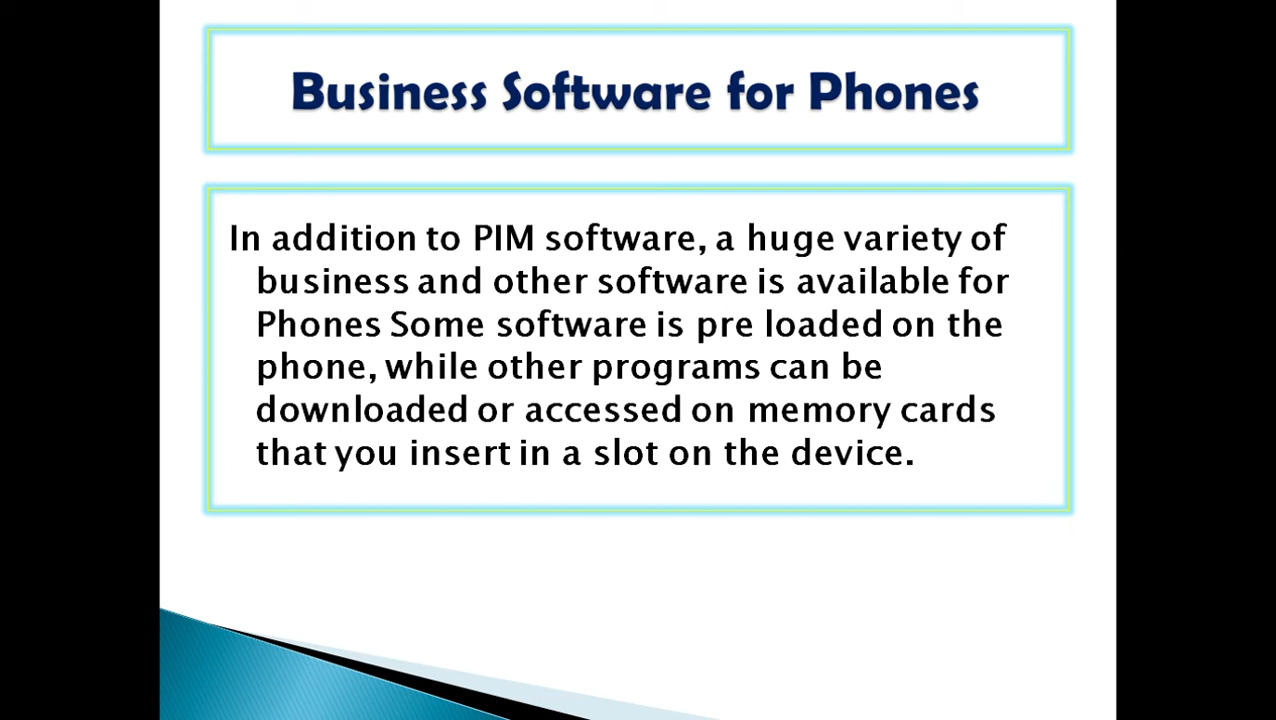 Business Software for Phones
In addition to PIM software, a huge variety of
business and other software is available for
Phones Some software is pre loaded on the
phone, while other programs can be
downloaded or accessed on memory cards
that you insert in a slot on the device.